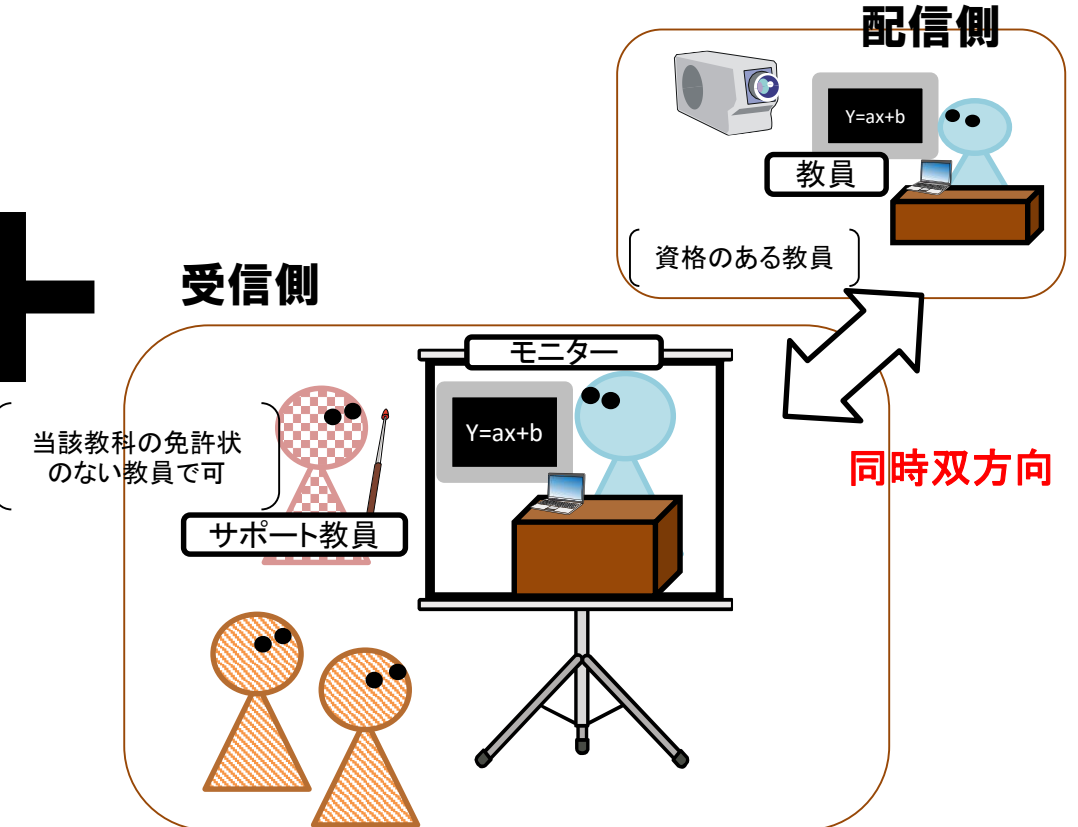 配信側
Y=ax+b
教員
資格のある教員
受信側
モニター
Y=ax+b
当該教科の免許状
のない教員で可
サポート教員
同時双方向